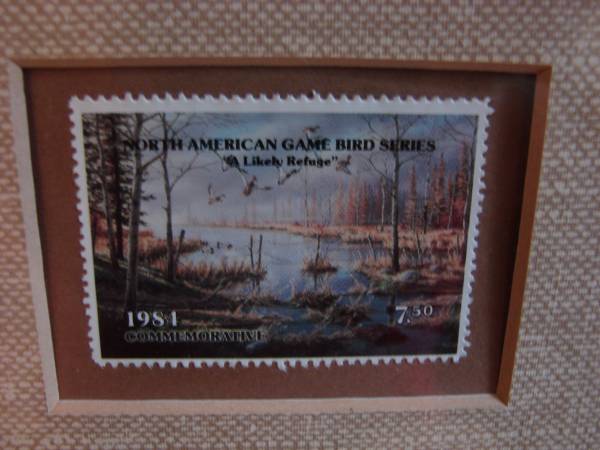 NORTH AMERICAN GAME BIRD SERIES
"A Likely Refuge"
1984
7.50
COMMEMORATIVE